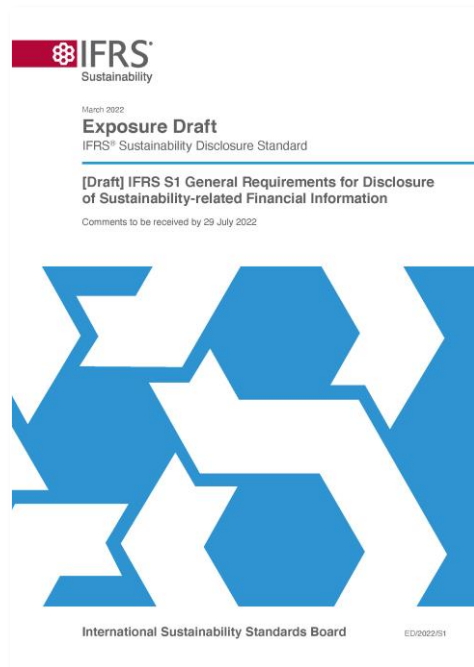 IFRS®
Sustainability
March 2022
Exposure Draft
IFRS® Sustainability Disclosure Standard
[Draft] IFRS S1 General Requirements for Disclosure
of Sustainability-related Financial Information
Comments to be received by 29 July 2022
International Sustainability Standards Board
ED/2022/S1